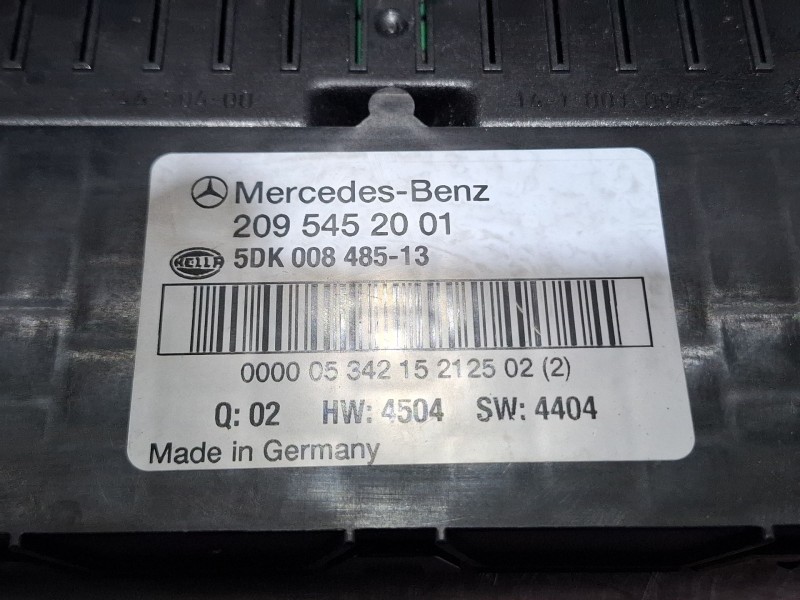 Mercedes-Benz
209 545 20 01
HELLA
5DK 008 485-13
0000 05 342 15 2125 02 (2)
Q: 02 HW: 4504 SW: 4404
Made in Germany